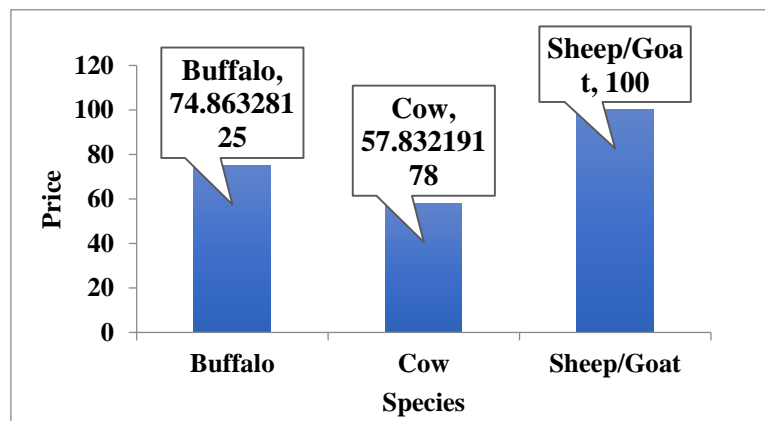 120
100
80
60
40
20
0
Price
Buffalo,
74.863281
25
Cow,
57.832191
78
Sheep/Goa
t, 100
Buffalo
Cow
Sheep/Goat
Species